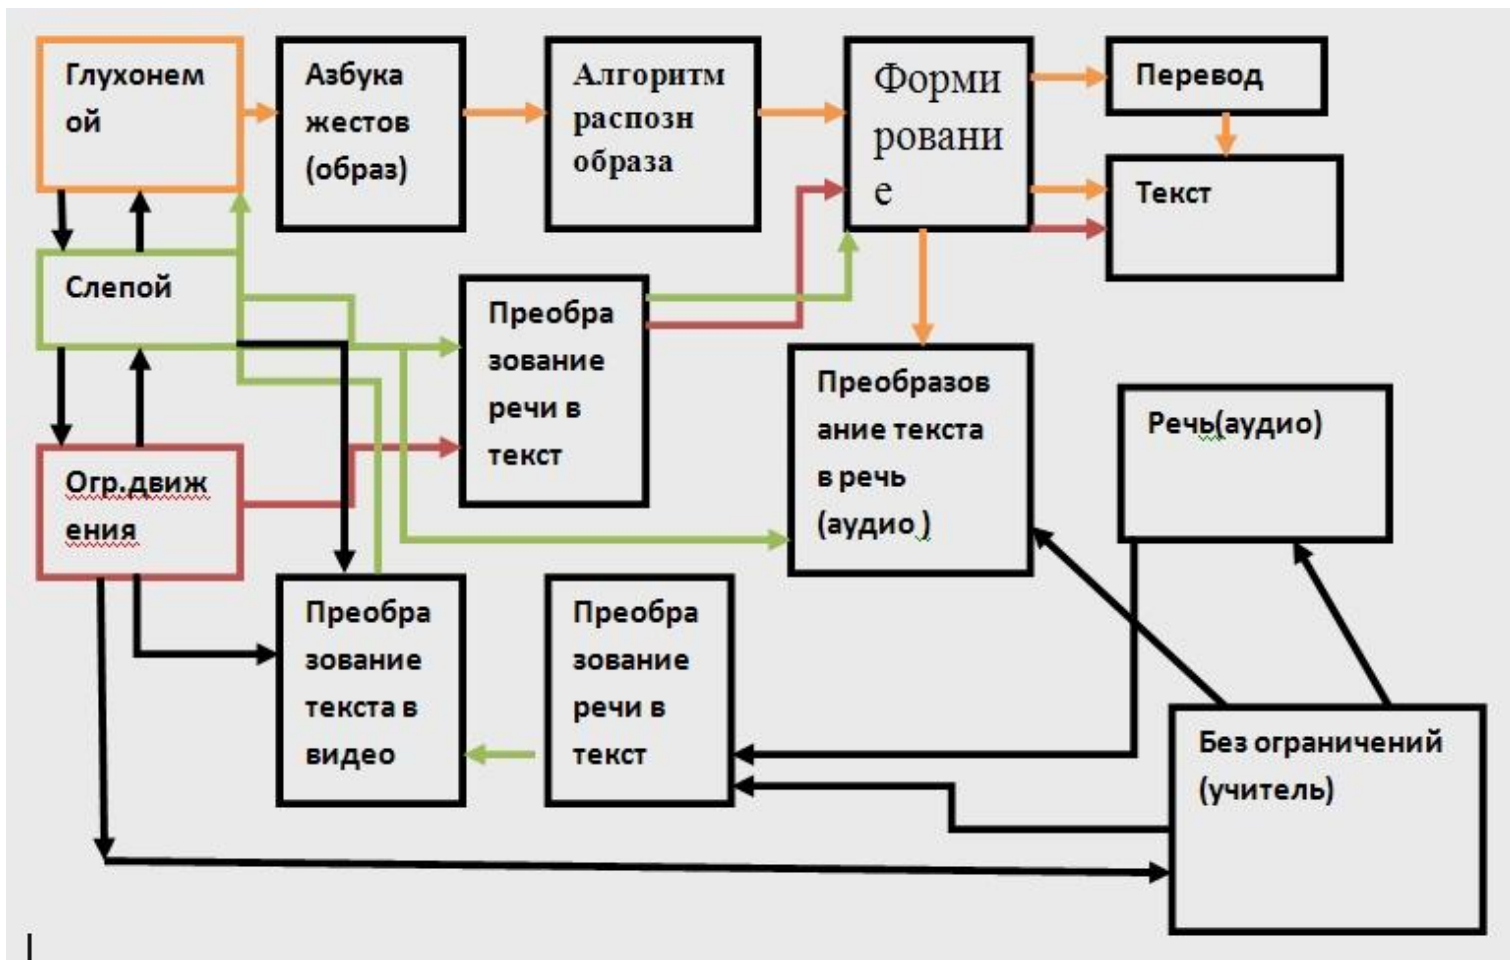 Глухонем
ой
Азбука
жестов
(образ)
Алгоритм
распозн
образа
Форми
ровани
е
Перевод
Текст
Слепой
Преобра
зование
речи в
текст
Преобразов
ание текста
в речь
(аудио )
Речь(аудио)
Огр.движ
ения
Преобра
зование
текста в
видео
Преобра
зование
речи в
текст
Без ограничений
(учитель)